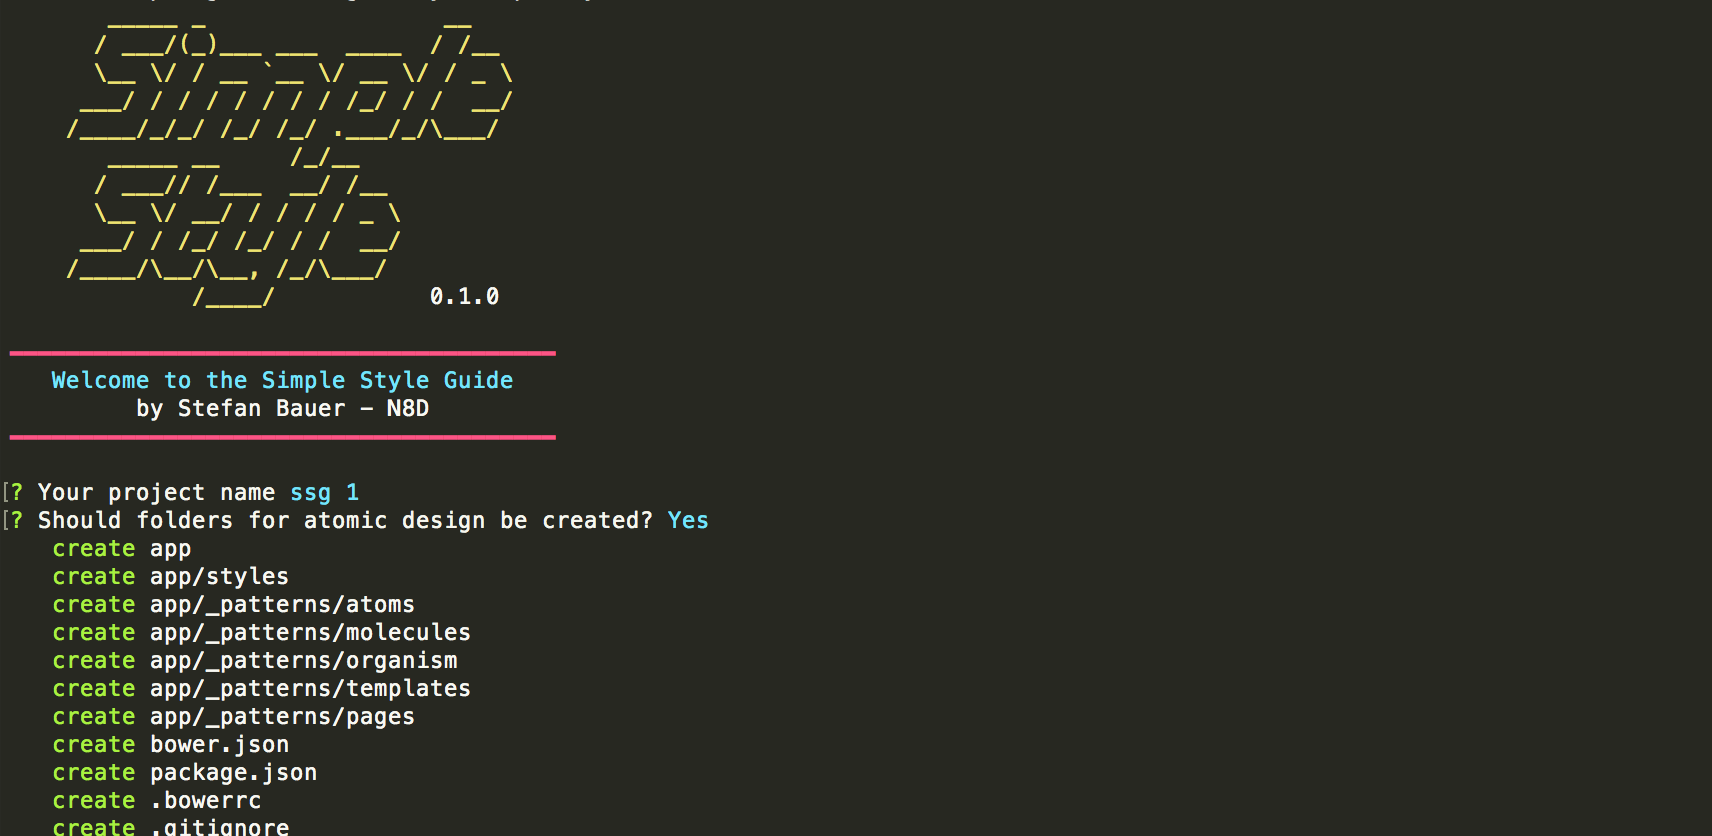 Simple
Style
0.1.0
Welcome to the Simple Style Guide
by Stefan Bauer – N8D
[? Your project name ssg 1
[? Should folders for atomic design be created? Yes
create app
create app/styles
create app/_patterns/atoms
create app/_patterns/molecules
create app/_patterns/organism
create app/_patterns/templates
create app/_patterns/pages
create bower.json
create package.json
create .bowerrc
create .gitignore